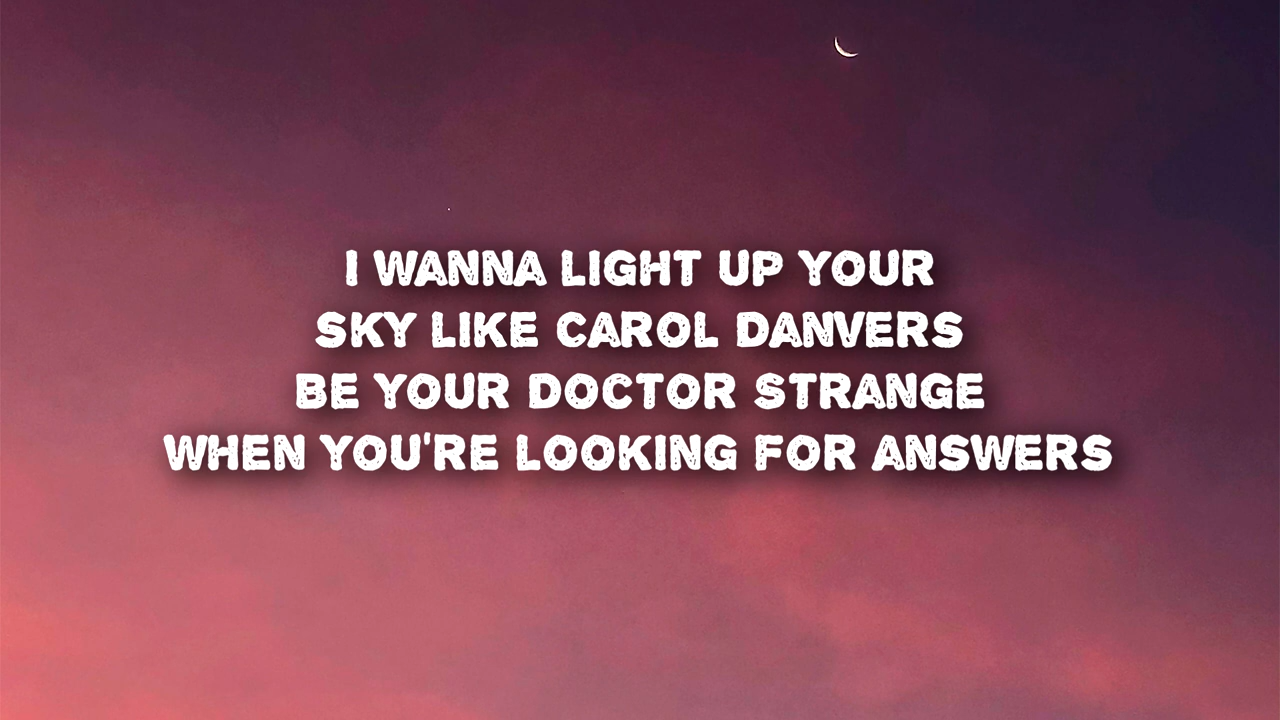 I WANNA LIGHT UP YOUR
SKY LIKE CAROL DANVERS
BE YOUR DOCTOR STRANGE
WHEN YOU'RE LOOKING FOR ANSWERS